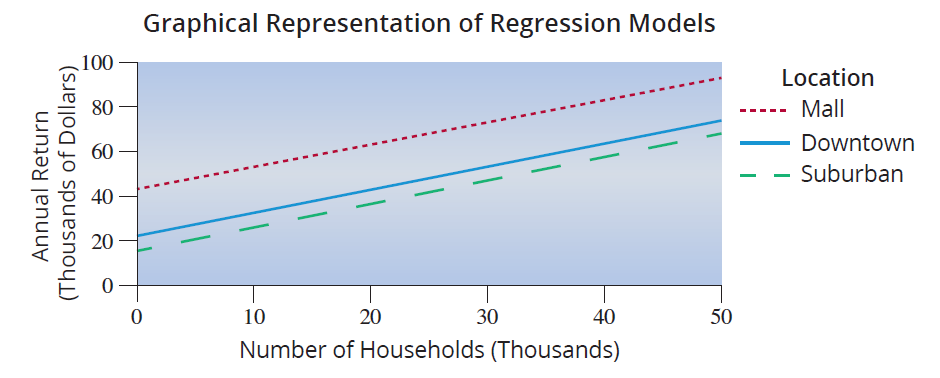 Graphical Representation of Regression Models
Annual Return
(Thousands of Dollars)
100
80
60
40
20
0
0 10 20 30 40 50
Number of Households (Thousands)
Location
Mall
Downtown
Suburban